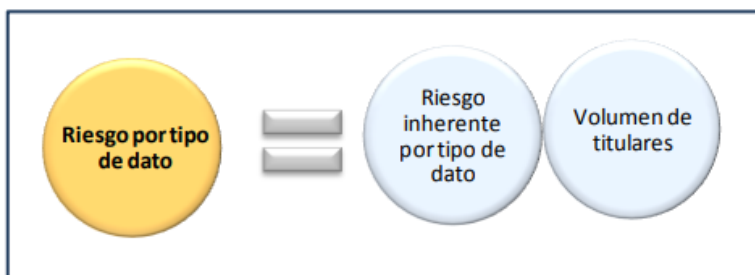 Riesgo por tipo
de dato
Riesgo
inherente
por tipo de
dato
Volumen de
titulares